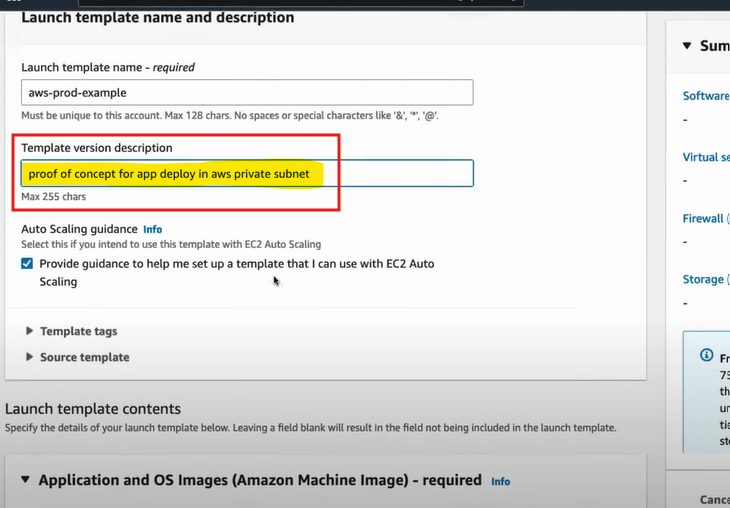 Launch template name and description
Launch template name - required
aws-prod-example
Must be unique to this account. Max 128 chars. No spaces or special characters like '&', '*', '@'.
Template version description
proof of concept for app deploy in aws private subnet
Max 255 chars
Auto Scaling guidance Info
Select this if you intend to use this template with EC2 Auto Scaling
Provide guidance to help me set up a template that I can use with EC2 Auto
Scaling
Template tags
Source template
Launch template contents
Specify the details of your launch template below. Leaving a field blank will result in the field not being included in the launch template.
Application and OS Images (Amazon Machine Image) - required Info
Sum
Software
-
Virtual se
-
Firewall (
-
Storage (
-
Fr
75
th
ur
tie
st
Cance